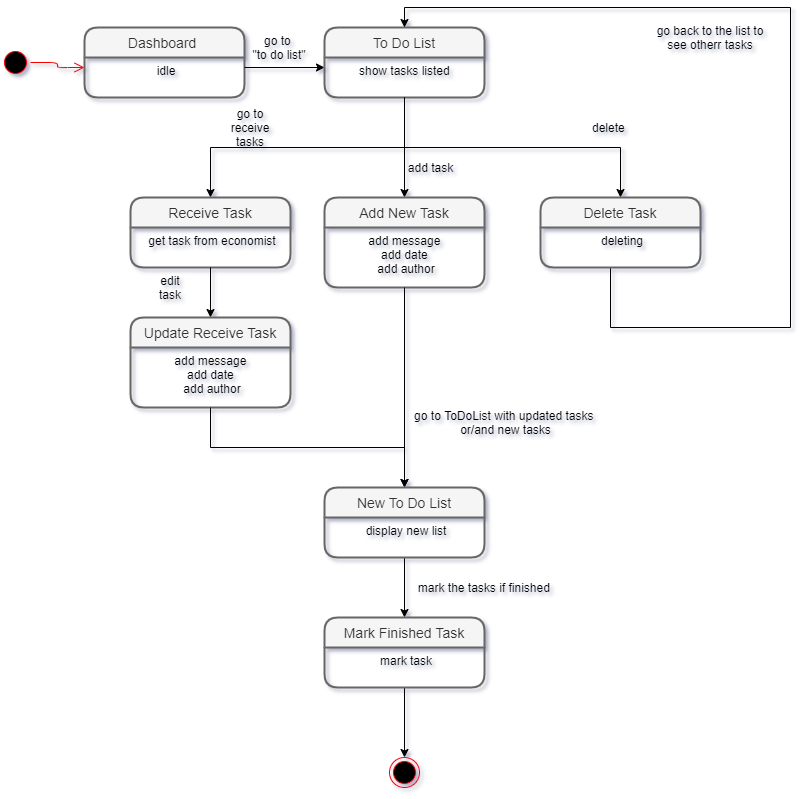 Dashboard
idle
go to
"to do list"
To Do List
show tasks listed
go back to the list to
see otherr tasks
go to
receive
tasks
add task
delete
Receive Task
get task from economist
Add New Task
add message
add date
add author
Delete Task
deleting
edit
task
Update Receive Task
add message
add date
add author
go to ToDoList with updated tasks
or/and new tasks
New To Do List
display new list
mark the tasks if finished
Mark Finished Task
mark task